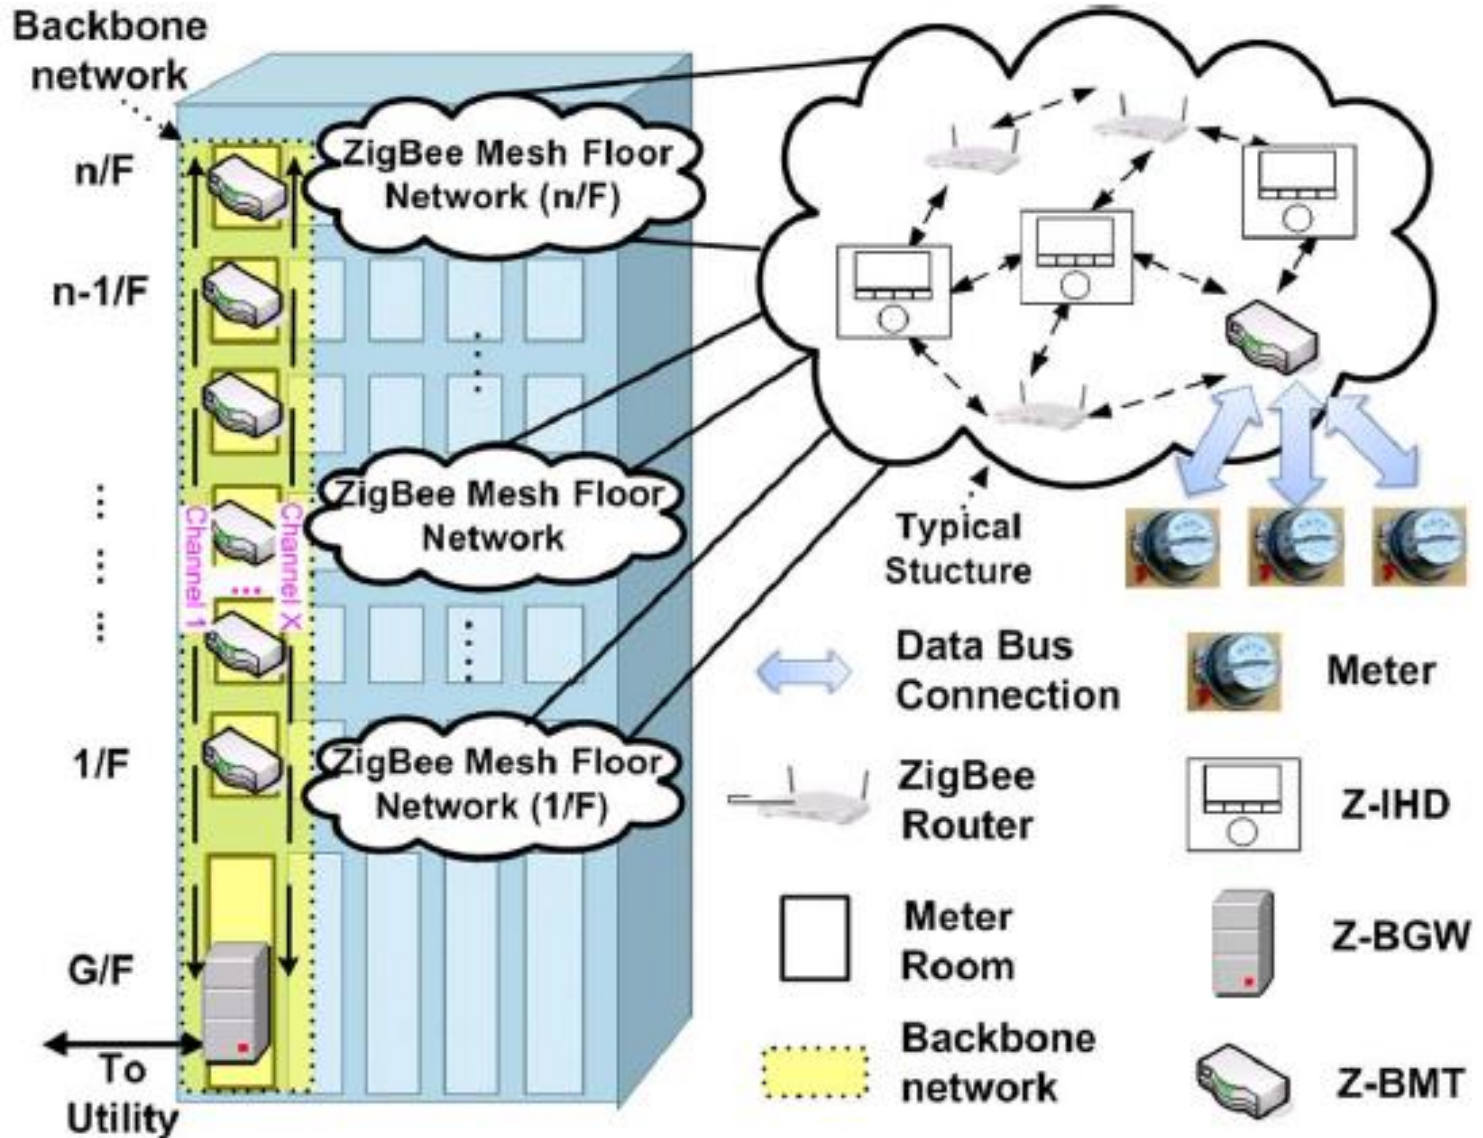 Backbone
network
n/F
n-1/F
1/F
G/F
To
Utility
Channel 1
Channel X
ZigBee Mesh Floor
Network (n/F)
ZigBee Mesh Floor
Network
ZigBee Mesh Floor
Network (1/F)
Typical
Stucture
Data Bus
Connection
Meter
ZigBee
Router
Z-IHD
Meter
Room
Z-BGW
Backbone
network
Z-BMT